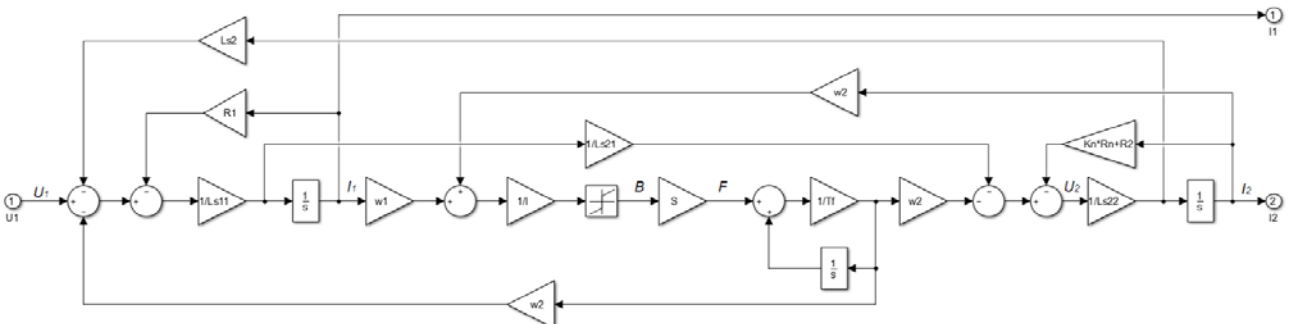 1
I1
Ls2
w2
R1
1/Ls21
Kn*Rn+R2
U1
1
U1
1/Ls11
1
s
I1
w1
1/l
B
S
F
1/Tf
w2
U2
1/Ls22
1
s
I2
2
I2
1
s
w2